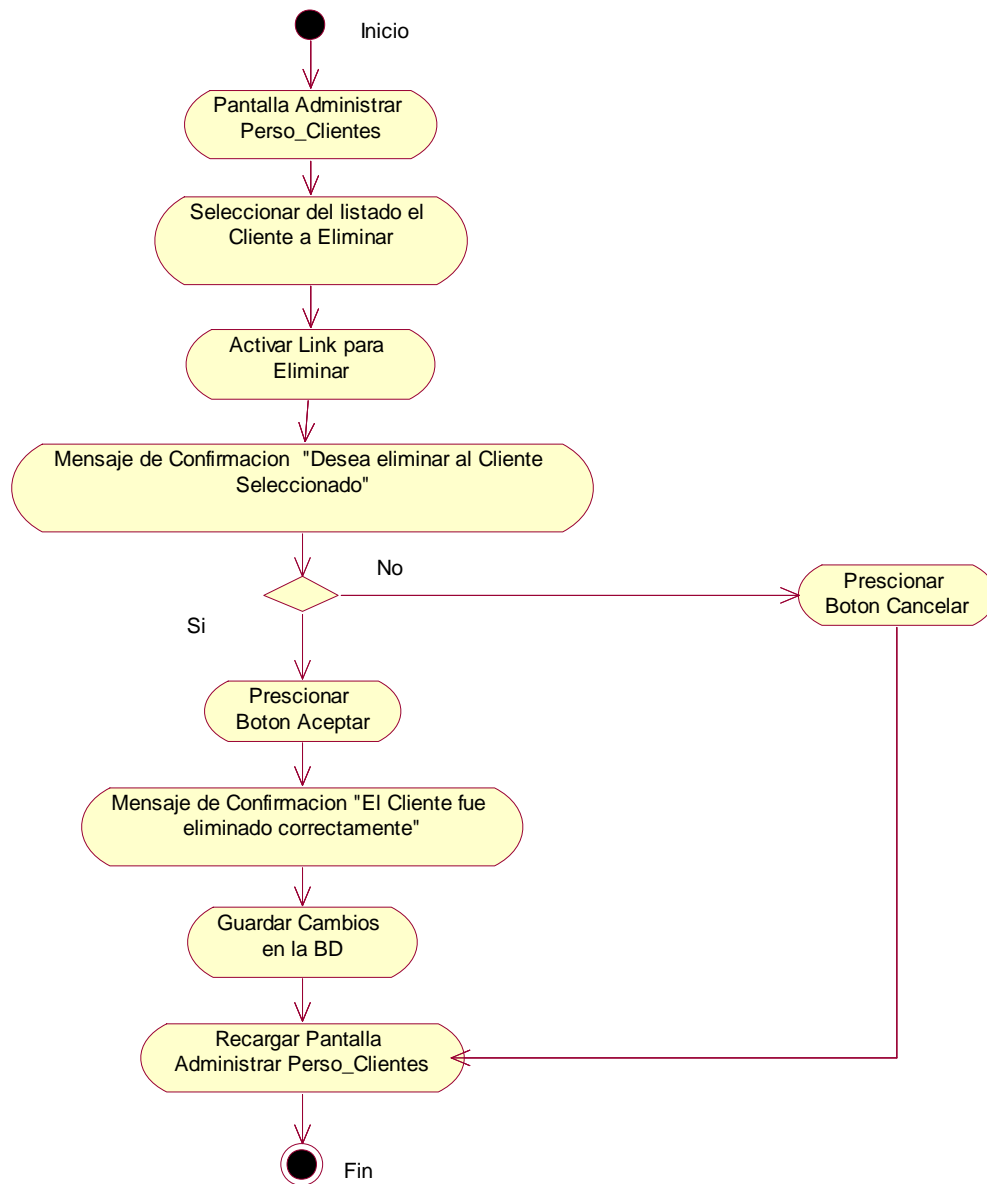 Inicio
Pantalla Administrar
Perso_Clientes
Seleccionar del listado el
Cliente a Eliminar
Activar Link para
Eliminar
Mensaje de Confirmacion "Desea eliminar al Cliente
Seleccionado"
No
Prescionar
Boton Cancelar
Si
Prescionar
Boton Aceptar
Mensaje de Confirmacion "El Cliente fue
eliminado correctamente"
Guardar Cambios
en la BD
Recargar Pantalla
Administrar Perso_Clientes
Fin